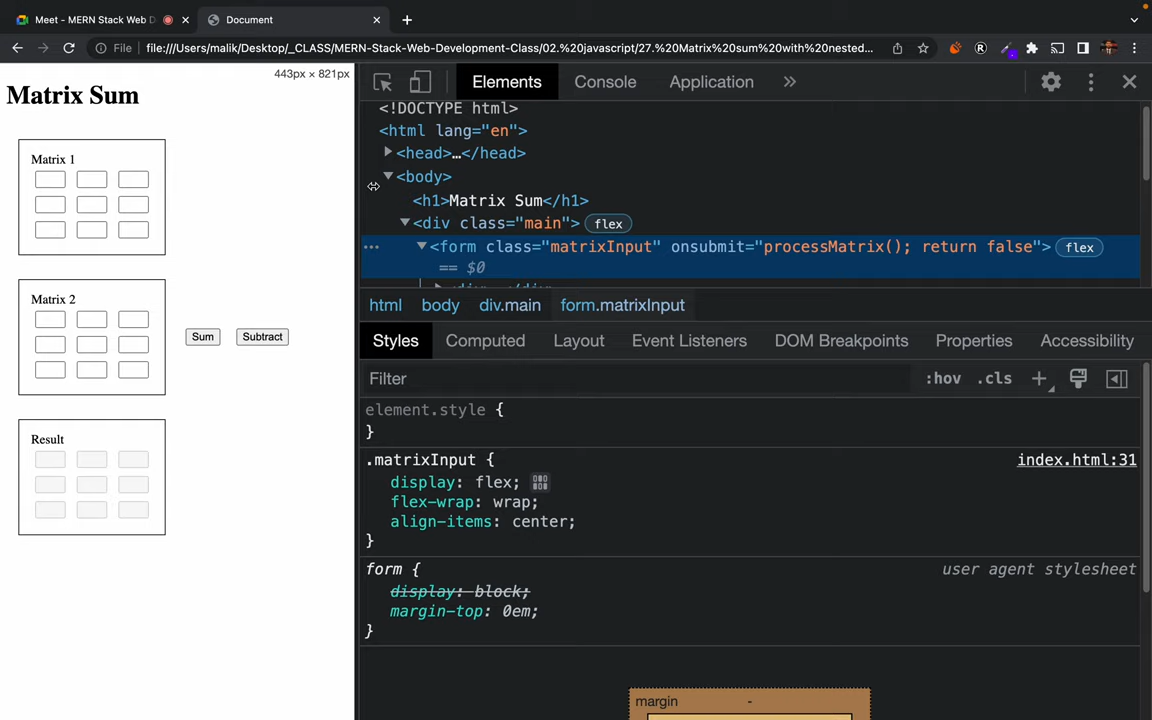 Meet – MERN Stack Web D
Document
File file:///Users/malik/Desktop/_CLASS/MERN-Stack-Web-Development-Class/02.%20javascript/27.%20Matrix%20sum%20with%20nested...
443px × 821px
Matrix Sum
Matrix 1
Matrix 2
Sum Subtract
Result
Elements Console Application »
<!DOCTYPE html>
<html lang="en">
<head>…</head>
<body>
<h1>Matrix Sum</h1>
<div class="main"> flex
<form class="matrixInput" onsubmit="processMatrix(); return false"> flex
== $0
html body div.main form.matrixInput
Styles Computed Layout Event Listeners DOM Breakpoints Properties Accessibility
Filter :hov .cls +
element.style {
}
.matrixInput { index.html:31
display: flex;
flex-wrap: wrap;
align-items: center;
}
form { user agent stylesheet
display: block;
margin-top: 0em;
}
margin -